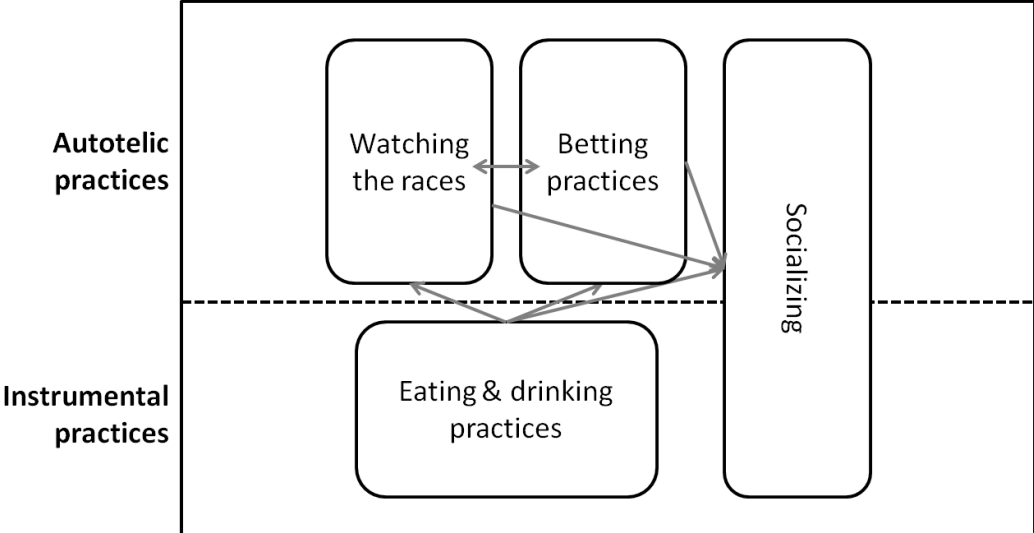 Autotelic
practices
Watching
the races
Betting
practices
Socializing
Instrumental
practices
Eating & drinking
practices